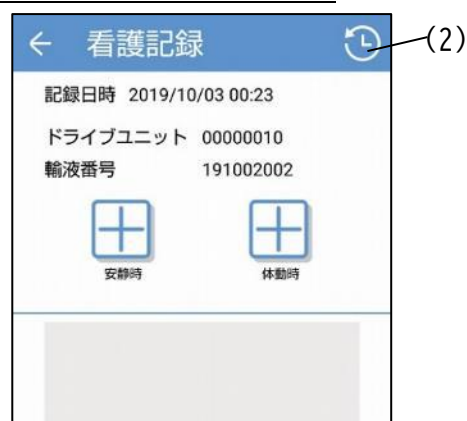 看護記録
(2)
記録日時 2019/10/03 00:23
ドライブユニット 00000010
輸液番号 191002002
安静時 体動時